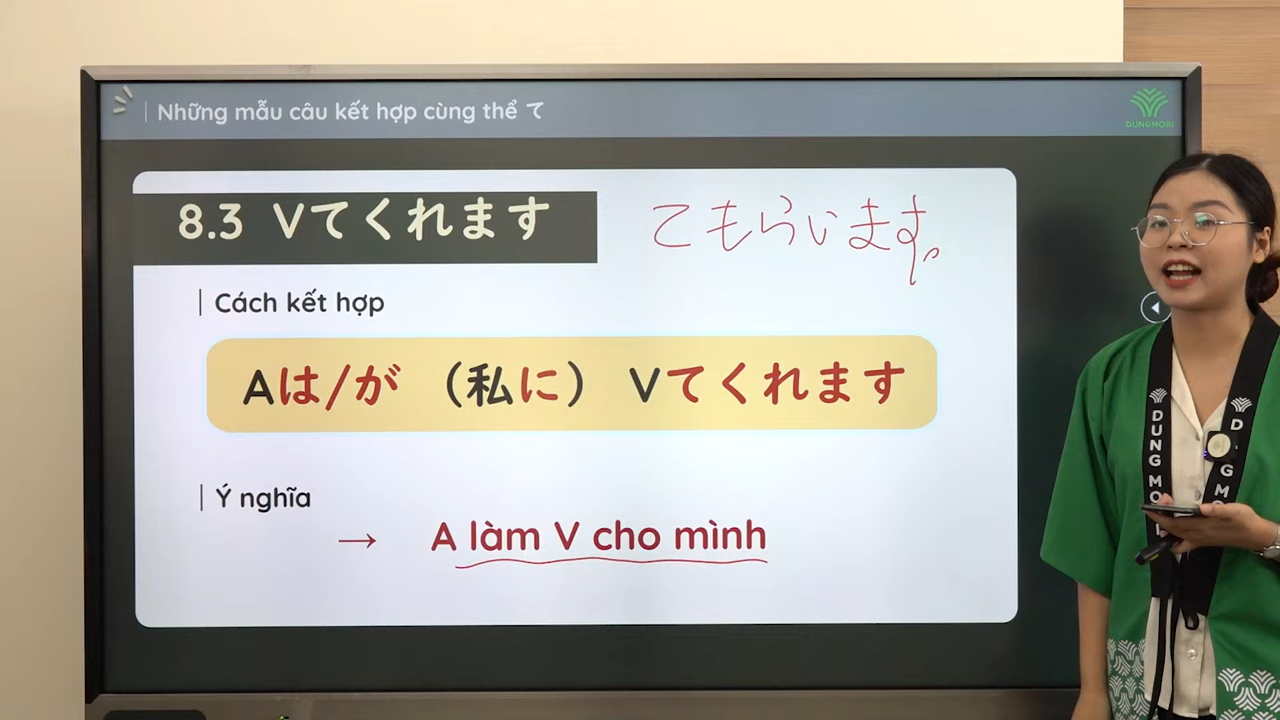 Những mẫu câu kết hợp cùng thể て
DUNGMORI
8.3 Vてくれます
てもらいます。
Cách kết hợp
Aは/が （私に） Vてくれます
Ý nghĩa
→ A làm V cho mình
DUNG MO
D
G M